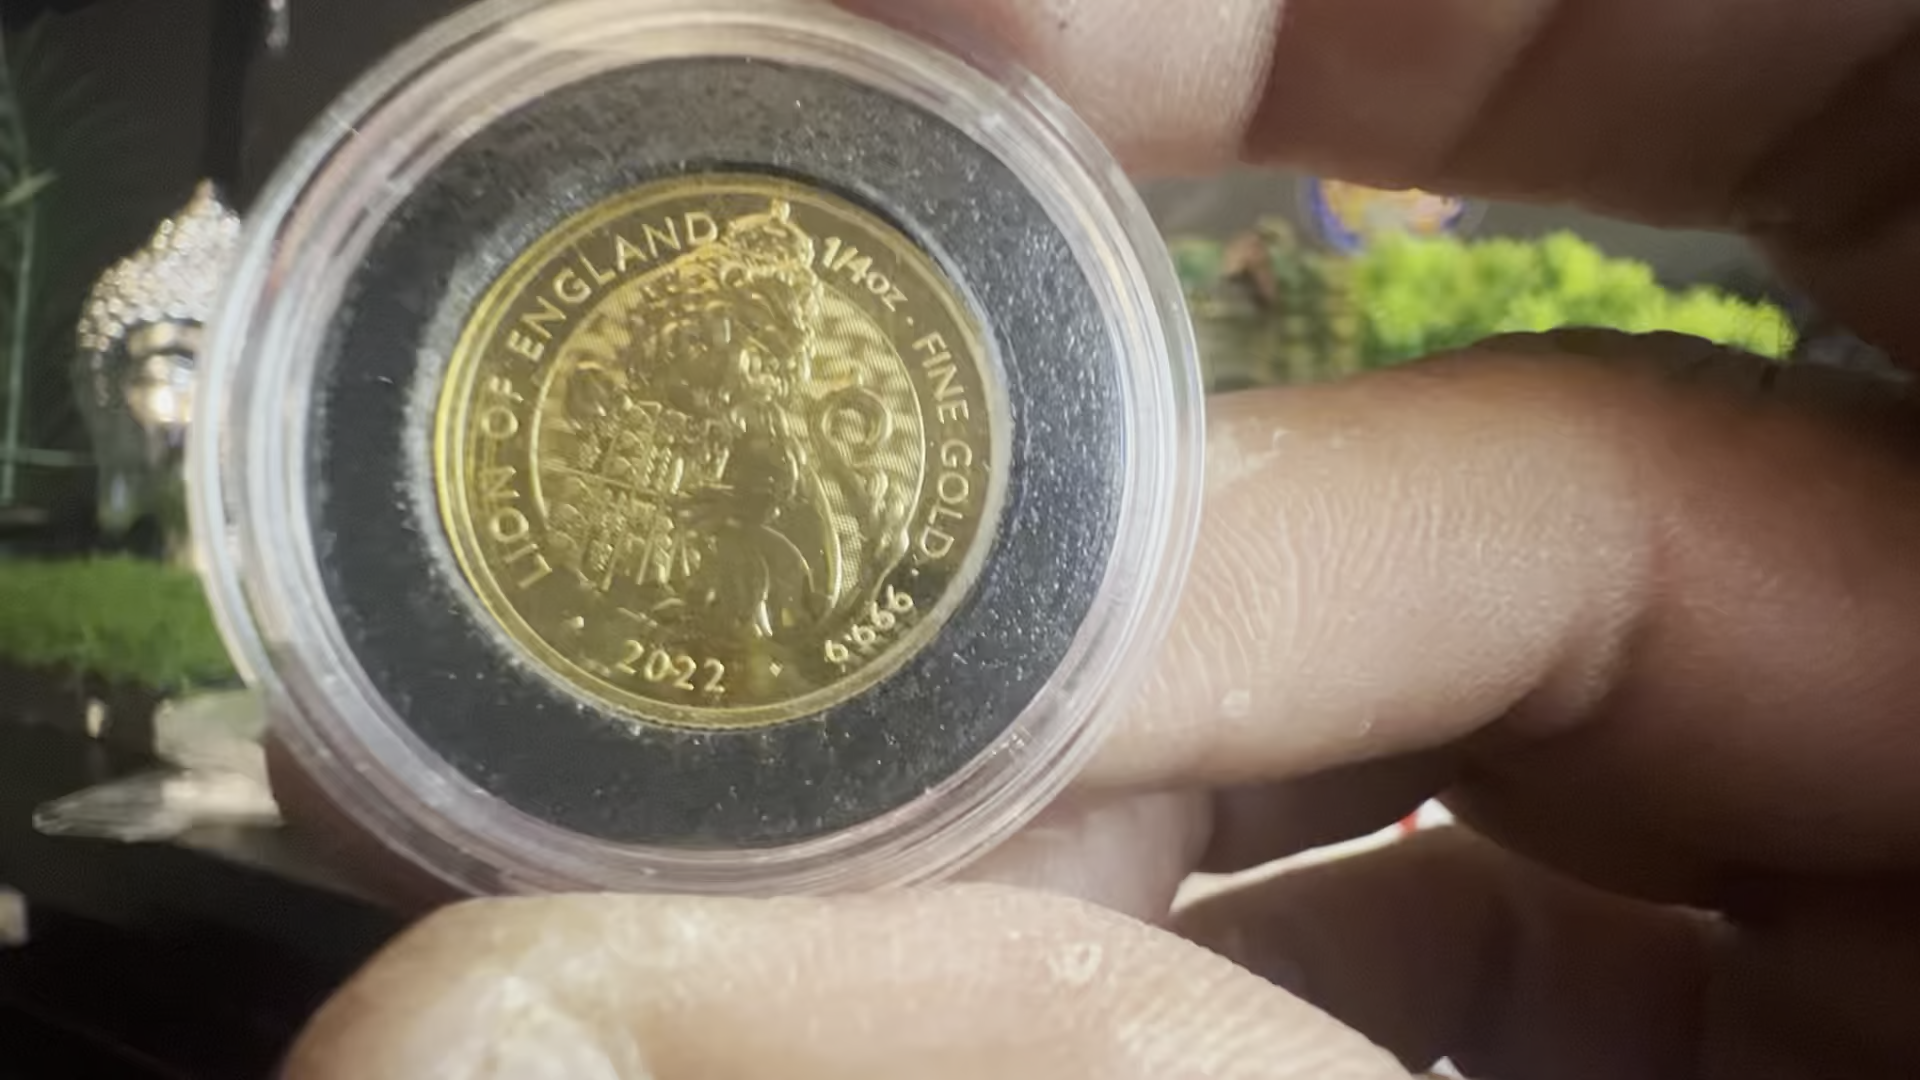 LION OF ENGLAND
1/4oz · FINE GOLD · 999.9
2022